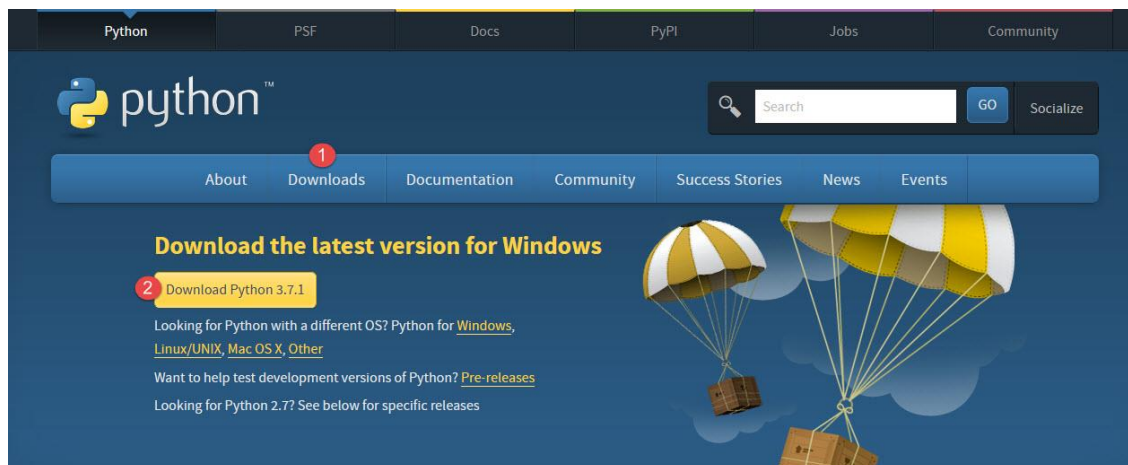 Python PSF Docs PyPI Jobs Community
python™
Search GO Socialize
1
About Downloads Documentation Community Success Stories News Events
Download the latest version for Windows
2 Download Python 3.7.1
Looking for Python with a different OS? Python for Windows,
Linux/UNIX, Mac OS X, Other
Want to help test development versions of Python? Pre-releases
Looking for Python 2.7? See below for specific releases